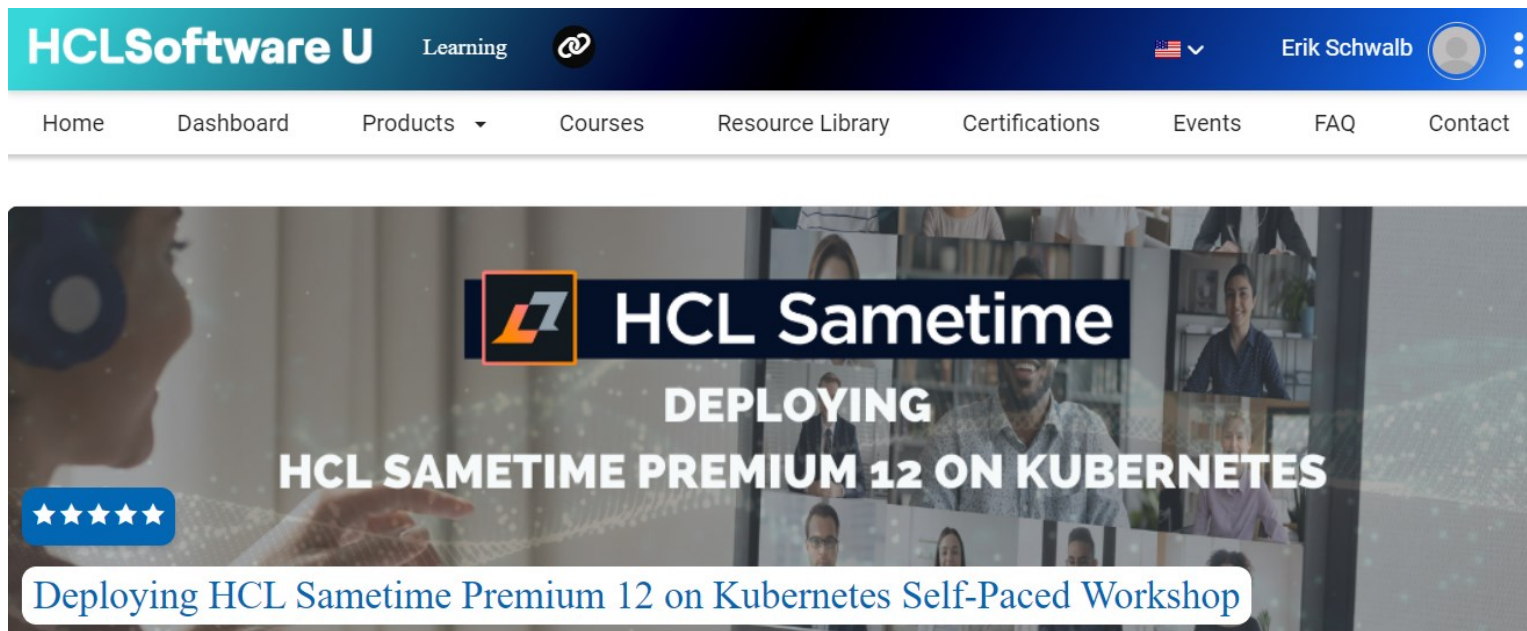 HCLSoftware U Learning Erik Schwalb
Home Dashboard Products Courses Resource Library Certifications Events FAQ Contact
HCL Sametime
DEPLOYING
HCL SAMETIME PREMIUM 12 ON KUBERNETES
Deploying HCL Sametime Premium 12 on Kubernetes Self-Paced Workshop